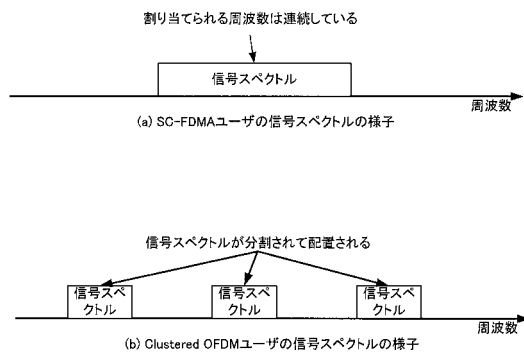 割り当てられる周波数は連続している
信号スペクトル
周波数
(a) SC-FDMAユーザの信号スペクトルの様子
信号スペクトルが分割されて配置される
信号スペ
クトル
信号スペ
クトル
信号スペ
クトル
周波数
(b) Clustered OFDMユーザの信号スペクトルの様子